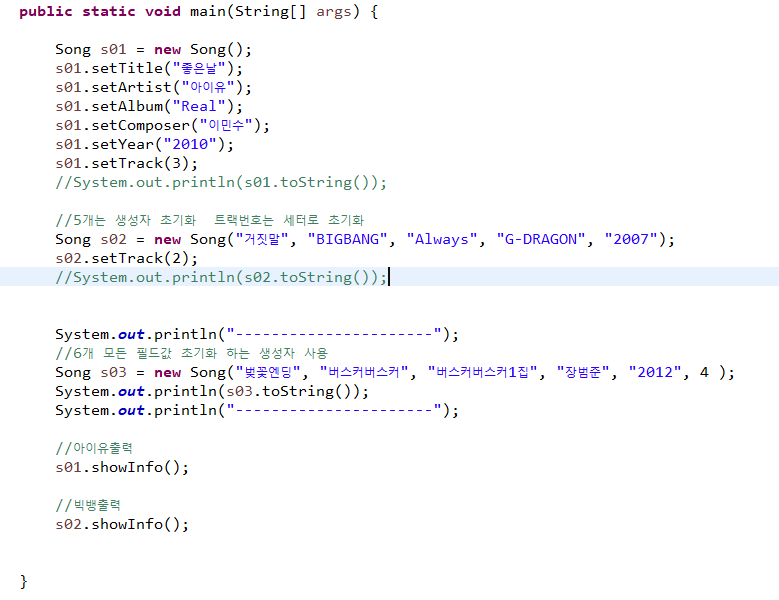 public static void main(String[] args) {
Song s01 = new Song();
s01.setTitle("좋은날");
s01.setArtist("아이유");
s01.setAlbum("Real");
s01.setComposer("이민수");
s01.setYear("2010");
s01.setTrack(3);
//System.out.println(s01.toString());
//5개는 생성자 초기화  트랙번호는 세터로 초기화
Song s02 = new Song("거짓말", "BIGBANG", "Always", "G-DRAGON", "2007");
s02.setTrack(2);
//System.out.println(s02.toString());
System.out.println("----------------------");
//6개 모든 필드값 초기화 하는 생성자 사용
Song s03 = new Song("벚꽃엔딩", "버스커버스커", "버스커버스커1집", "장범준", "2012", 4 );
System.out.println(s03.toString());
System.out.println("----------------------");
//아이유출력
s01.showInfo();
//빅뱅출력
s02.showInfo();
}